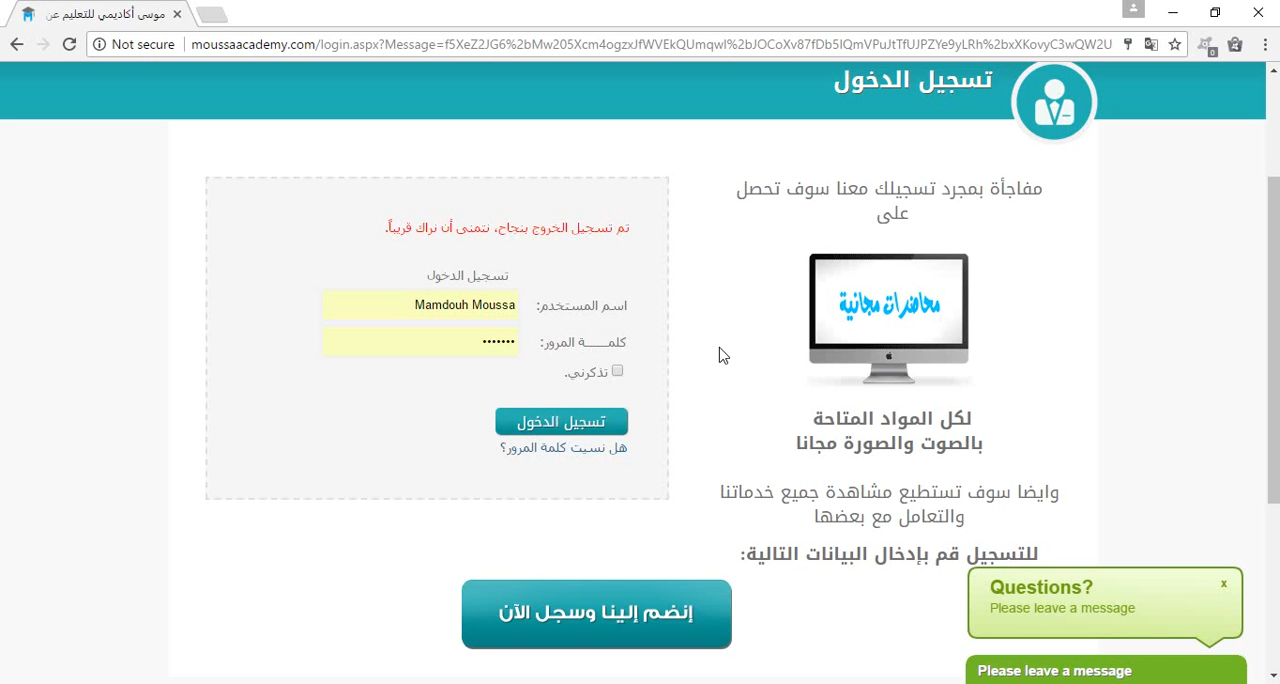 موسى أكاديمي للتعليم عن
Not secure
moussaacademy.com/login.aspx?Message=f5XeZ2JG6%2bMw205Xcm4ogzxJfWVEkQUmqwI%2bJOCoXv87fDb5IQmVPuJtTfUJPZYe9yLRh%2bxXKovyC3wQW2U
0
تسجيل الدخول
مفاجأة بمجرد تسجيلك معنا سوف تحصل
على
محاضرات مجانية
لكل المواد المتاحة
بالصوت والصورة مجانا
وايضا سوف تستطيع مشاهدة جميع خدماتنا
والتعامل مع بعضها
للتسجيل قم بإدخال البيانات التالية:
تم تسجيل الخروج بنجاح، نتمنى أن نراك قريباً.
تسجيل الدخول
اسم المستخدم: Mamdouh Moussa
كلمـــــة المرور: •••••••
تذكرني.
تسجيل الدخول
هل نسيت كلمة المرور؟
إنضم إلينا وسجل الآن
Questions? x
Please leave a message
Please leave a message